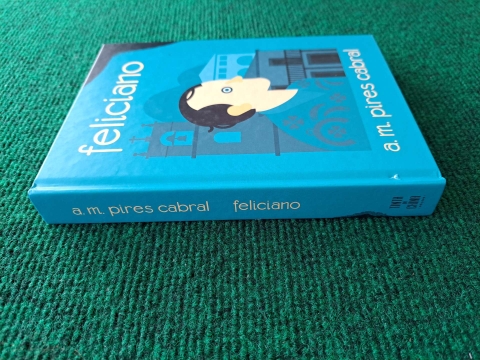 feliciano
a. m. pires cabral
a. m. pires cabral feliciano